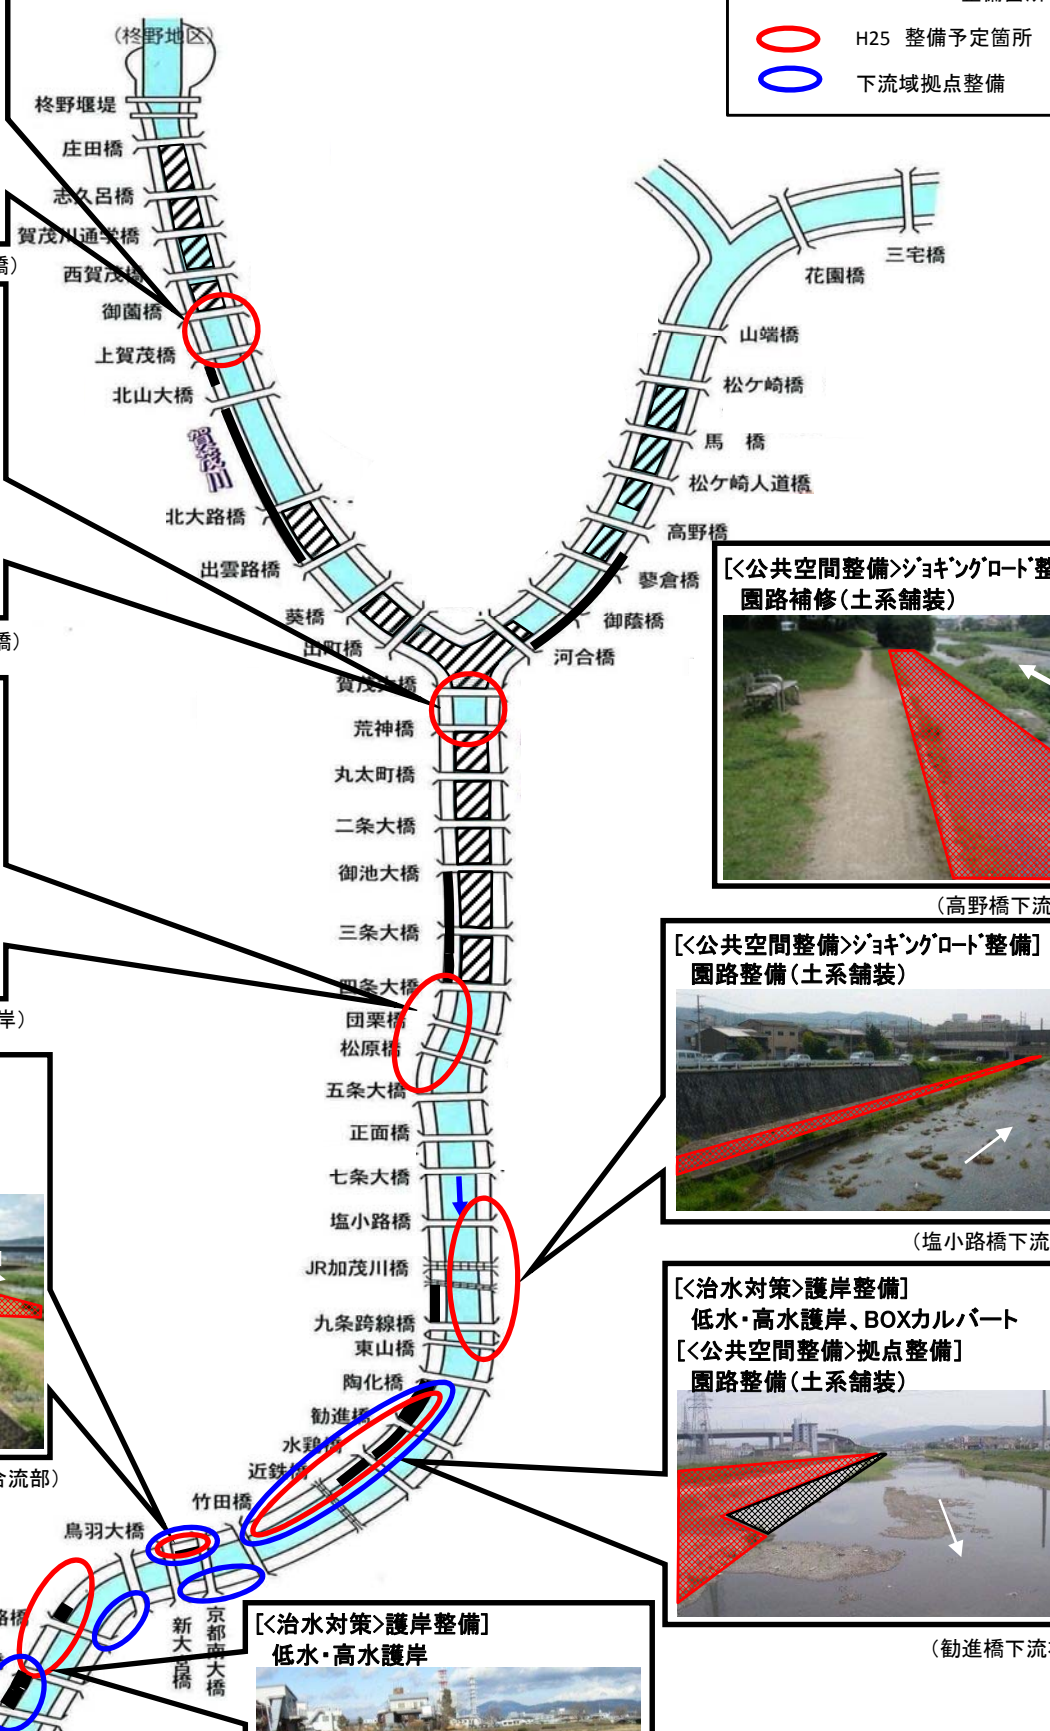 H25 整備予定箇所
下流域拠点整備
(柊野地区)
柊野堰堤
庄田橋
志久呂橋
賀茂川通学橋
西賀茂橋
御薗橋
上賀茂橋
北山大橋
賀茂川
北大路橋
出雲路橋
葵橋
出町橋
賀茂大橋
三宅橋
花園橋
山端橋
松ケ崎橋
馬 橋
松ケ崎人道橋
高野橋
蓼倉橋
御蔭橋
河合橋
荒神橋
丸太町橋
二条大橋
御池大橋
三条大橋
四条大橋
団栗橋
松原橋
五条大橋
正面橋
七条大橋
塩小路橋
JR加茂川橋
九条跨線橋
東山橋
陶化橋
勧進橋
水鶏橋
近鉄橋
竹田橋
鳥羽大橋
京都南大橋
新大宮橋
橋)
橋)
岸)
合流部)
路橋
[<公共空間整備>ジョギングロード整
園路補修(土系舗装)
(高野橋下流
[<公共空間整備>ジョギングロード整備]
園路整備(土系舗装)
(塩小路橋下流
[<治水対策>護岸整備]
低水・高水護岸、BOXカルバート
[<公共空間整備>拠点整備]
園路整備(土系舗装)
(勧進橋下流
[<治水対策>護岸整備]
低水・高水護岸